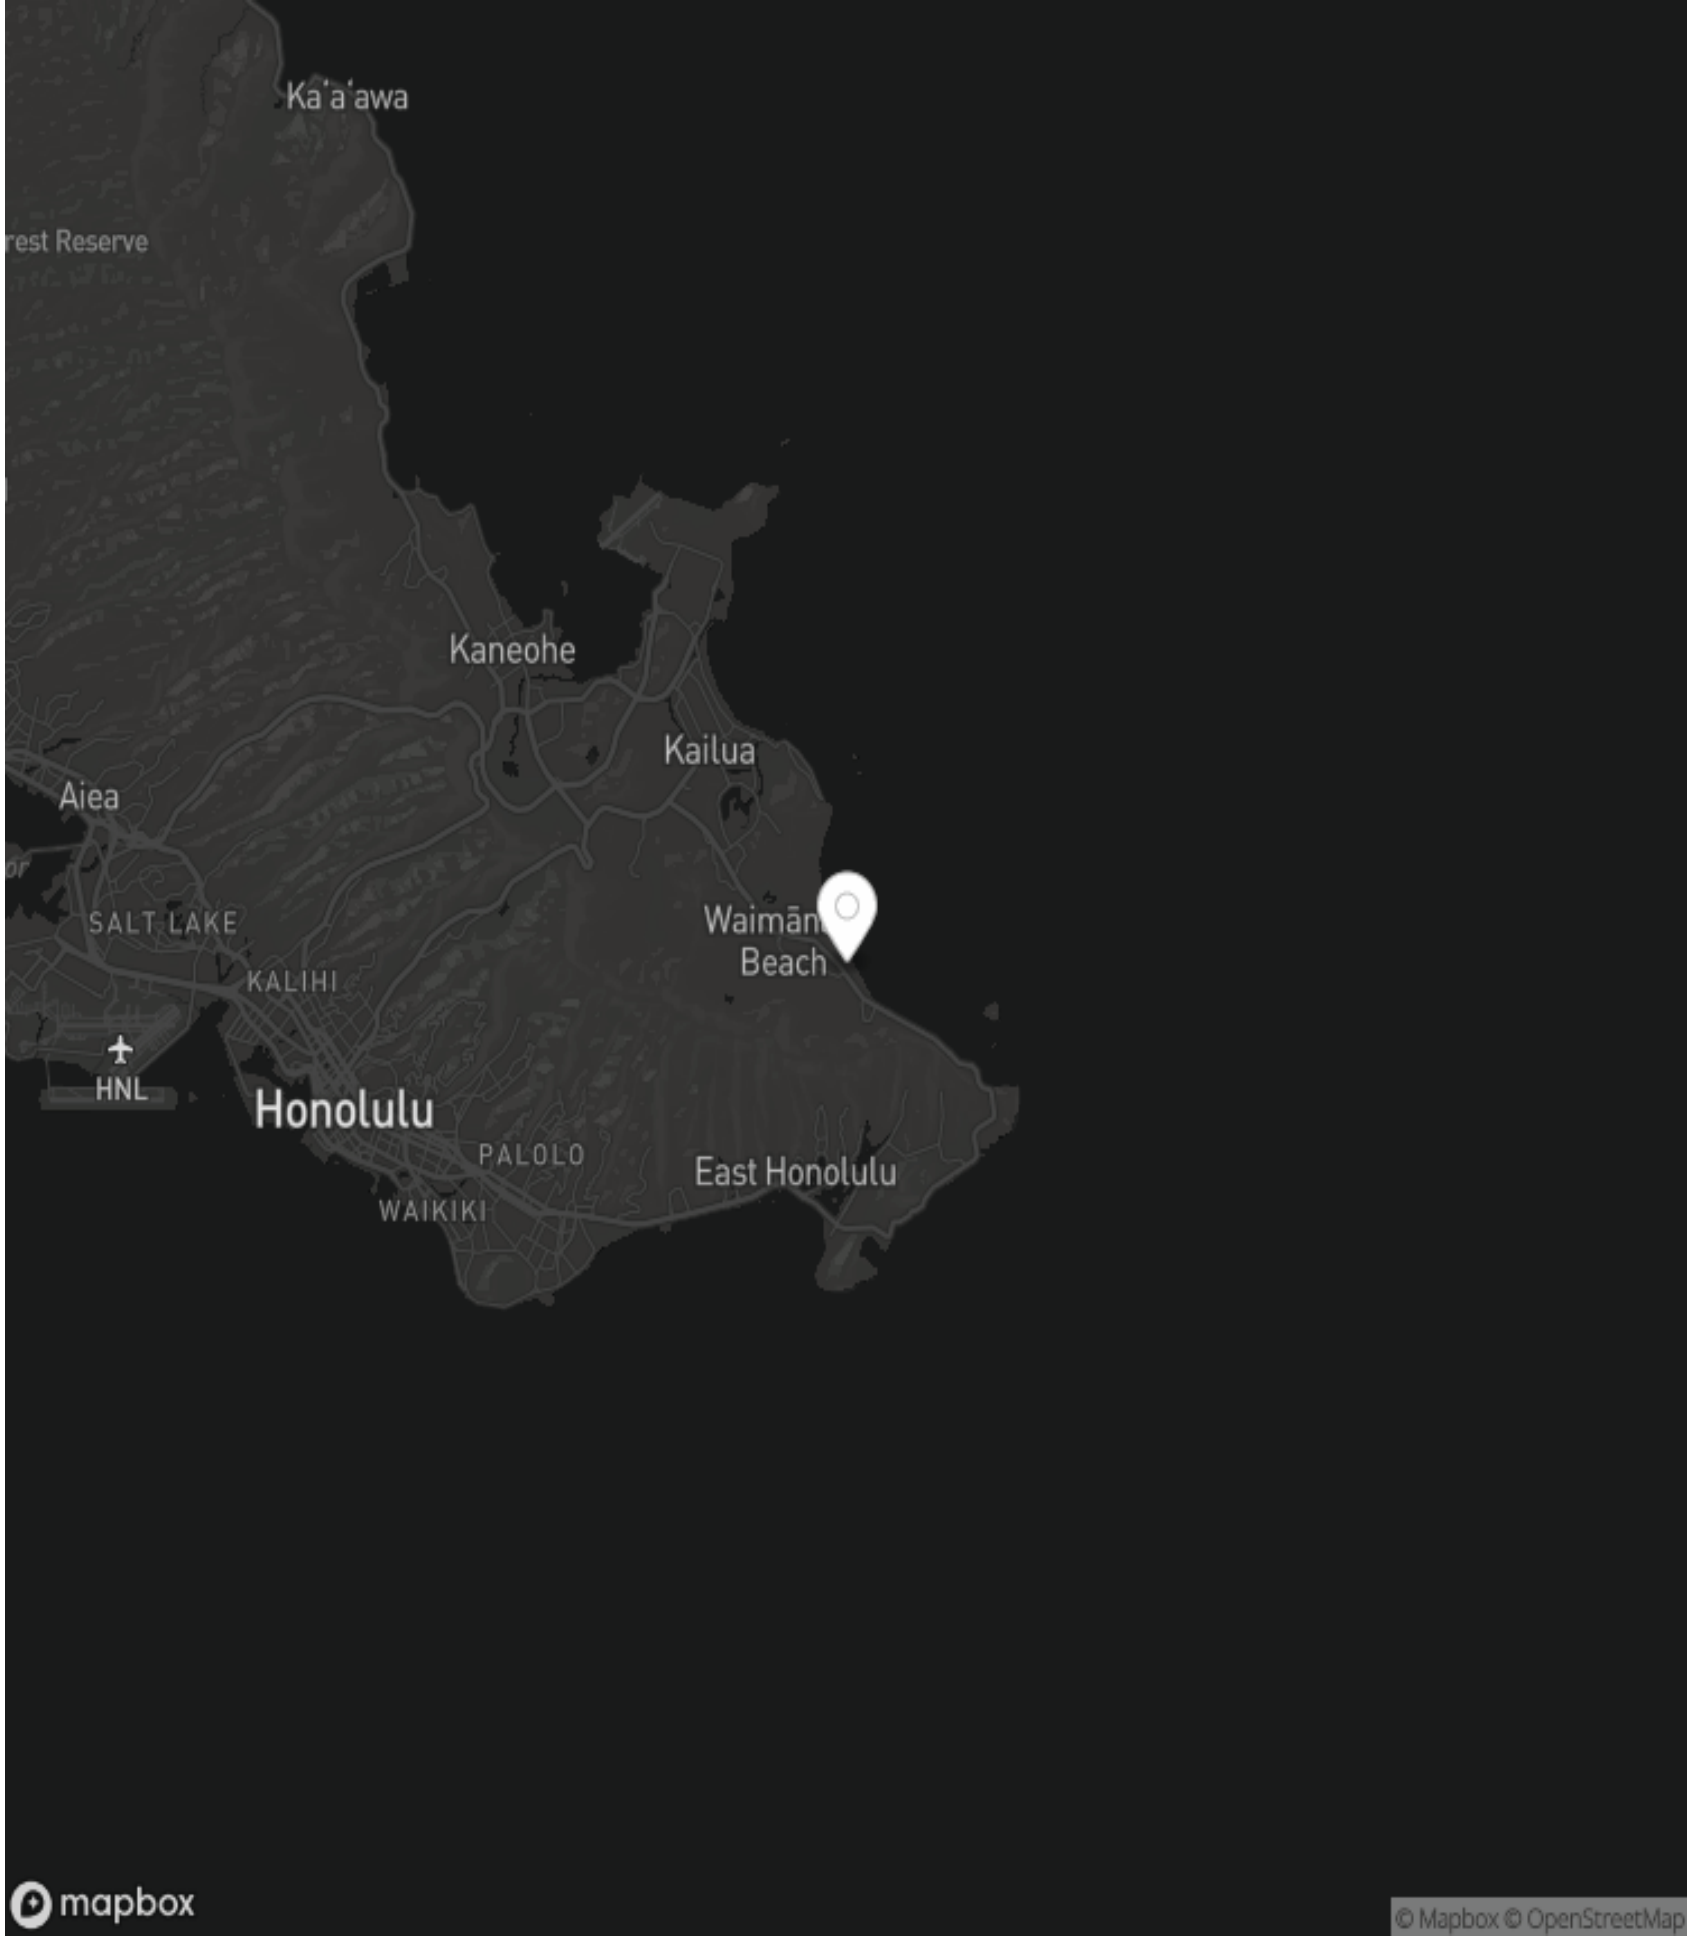 Ka'a'awa
rest Reserve
Kaneohe
Kailua
Aiea
or
SALT LAKE
Beach
KALIHI
HNL
Honolulu
PALOLO
East Honolulu
WAIKIKI
mapbox
© Mapbox © OpenStreetMap